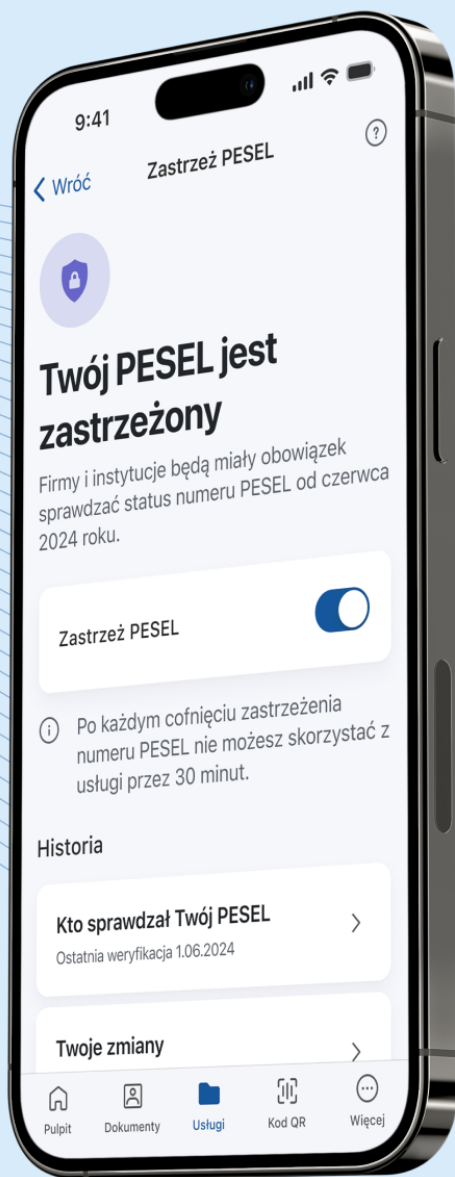 9:41
Wróć
Zastrzeż PESEL
?
Twój PESEL jest
zastrzeżony
Firmy i instytucje będą miały obowiązek
sprawdzać status numeru PESEL od czerwca
2024 roku.
Zastrzeż PESEL
Po każdym cofnięciu zastrzeżenia
numeru PESEL nie możesz skorzystać z
usługi przez 30 minut.
Historia
Kto sprawdzał Twój PESEL
Ostatnia weryfikacja 1.06.2024
Twoje zmiany
Pulpit
Dokumenty
Usługi
Kod QR
Więcej